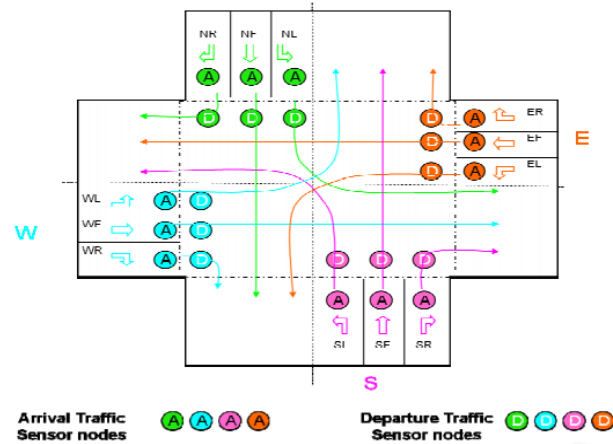 NR NF NL
A A A
D D D
D A ER
E
D A EF
D A EL
WL A D
W
WF A D
WR A D
D D D
A A A
SL SF SR
S
Arrival Traffic A A A A Departure Traffic D D D D
Sensor nodes Sensor nodes